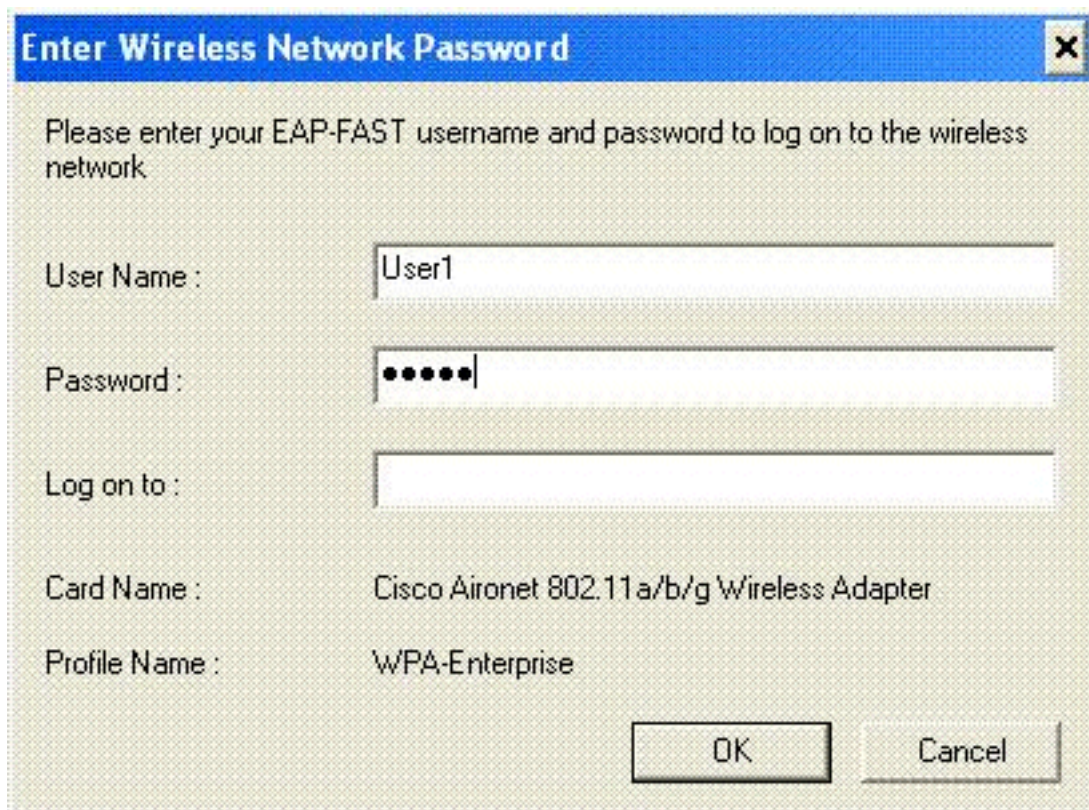 Enter Wireless Network Password
Please enter your EAP-FAST username and password to log on to the wireless
network
User Name : User1
Password : •••••
Log on to :
Card Name : Cisco Aironet 802.11a/b/g Wireless Adapter
Profile Name : WPA-Enterprise
OK Cancel